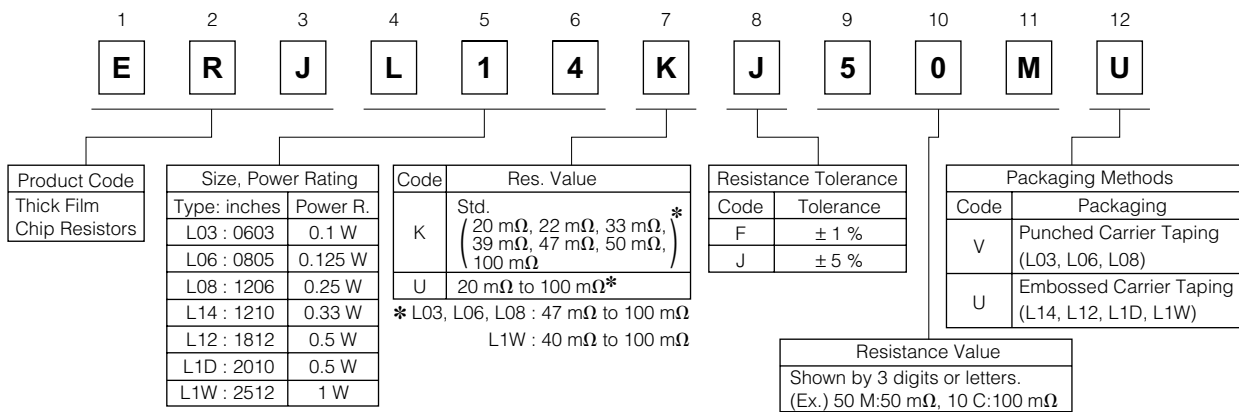 1 2 3 4 5 6 7 8 9 10 11 12
E R J L 1 4 K J 5 0 M U
Product Code
Thick Film
Chip Resistors
Size, Power Rating
Type: inches Power R.
L03 : 0603 0.1 W
L06 : 0805 0.125 W
L08 : 1206 0.25 W
L14 : 1210 0.33 W
L12 : 1812 0.5 W
L1D : 2010 0.5 W
L1W : 2512 1 W
Code Res. Value
K Std.
(20 mΩ, 22 mΩ, 33 mΩ,
39 mΩ, 47 mΩ, 50 mΩ,
100 mΩ)*
U 20 mΩ to 100 mΩ*
* L03, L06, L08 : 47 mΩ to 100 mΩ
L1W : 40 mΩ to 100 mΩ
Resistance Tolerance
Code Tolerance
F ± 1 %
J ± 5 %
Resistance Value
Shown by 3 digits or letters.
(Ex.) 50 M:50 mΩ, 10 C:100 mΩ
Packaging Methods
Code Packaging
V Punched Carrier Taping
(L03, L06, L08)
U Embossed Carrier Taping
(L14, L12, L1D, L1W)